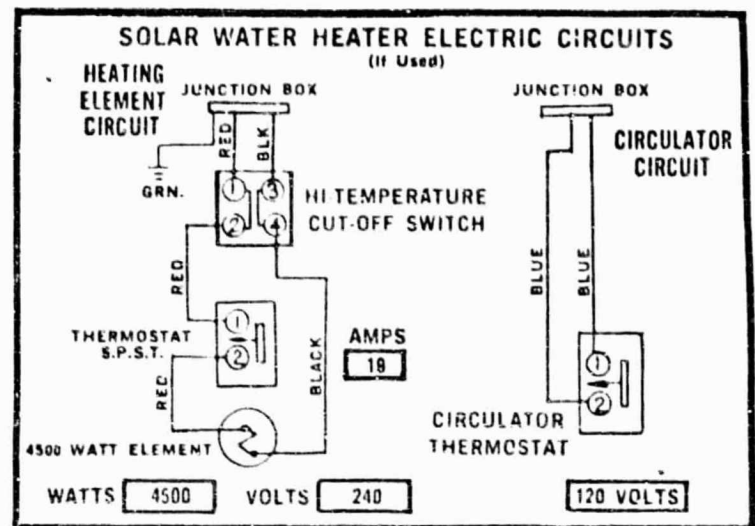 SOLAR WATER HEATER ELECTRIC CIRCUITS
(If Used)
HEATING
ELEMENT
CIRCUIT
JUNCTION BOX
RED
BLK
GRN.
1
3
2
4
HI-TEMPERATURE
CUT-OFF SWITCH
RED
THERMOSTAT
S.P.S.T.
1
2
RED
BLACK
AMPS
19
4500 WATT ELEMENT
WATTS 4500 VOLTS 240
JUNCTION BOX
CIRCULATOR
CIRCUIT
BLUE
BLUE
1
2
CIRCULATOR
THERMOSTAT
120 VOLTS